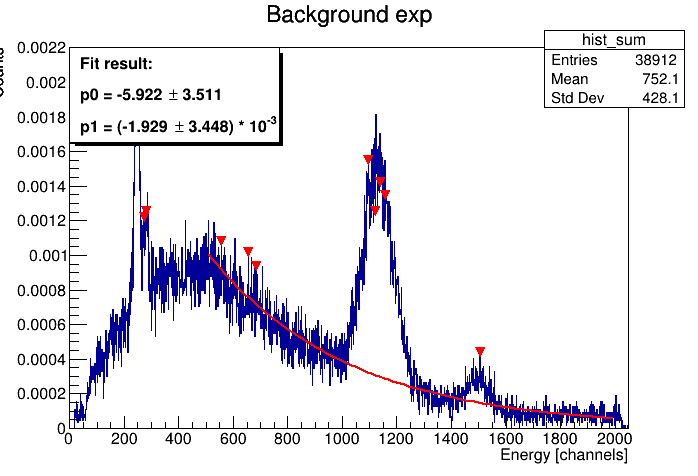 Background exp
hist_sum
Entries 38912
Mean 752.1
Std Dev 428.1
Fit result:
p0 = -5.922 ± 3.511
p1 = (-1.929 ± 3.448) * 10-3
0.0022
0.002
0.0018
0.0016
0.0014
0.0012
0.001
0.0008
0.0006
0.0004
0.0002
0
0 200 400 600 800 1000 1200 1400 1600 1800 2000
Energy [channels]